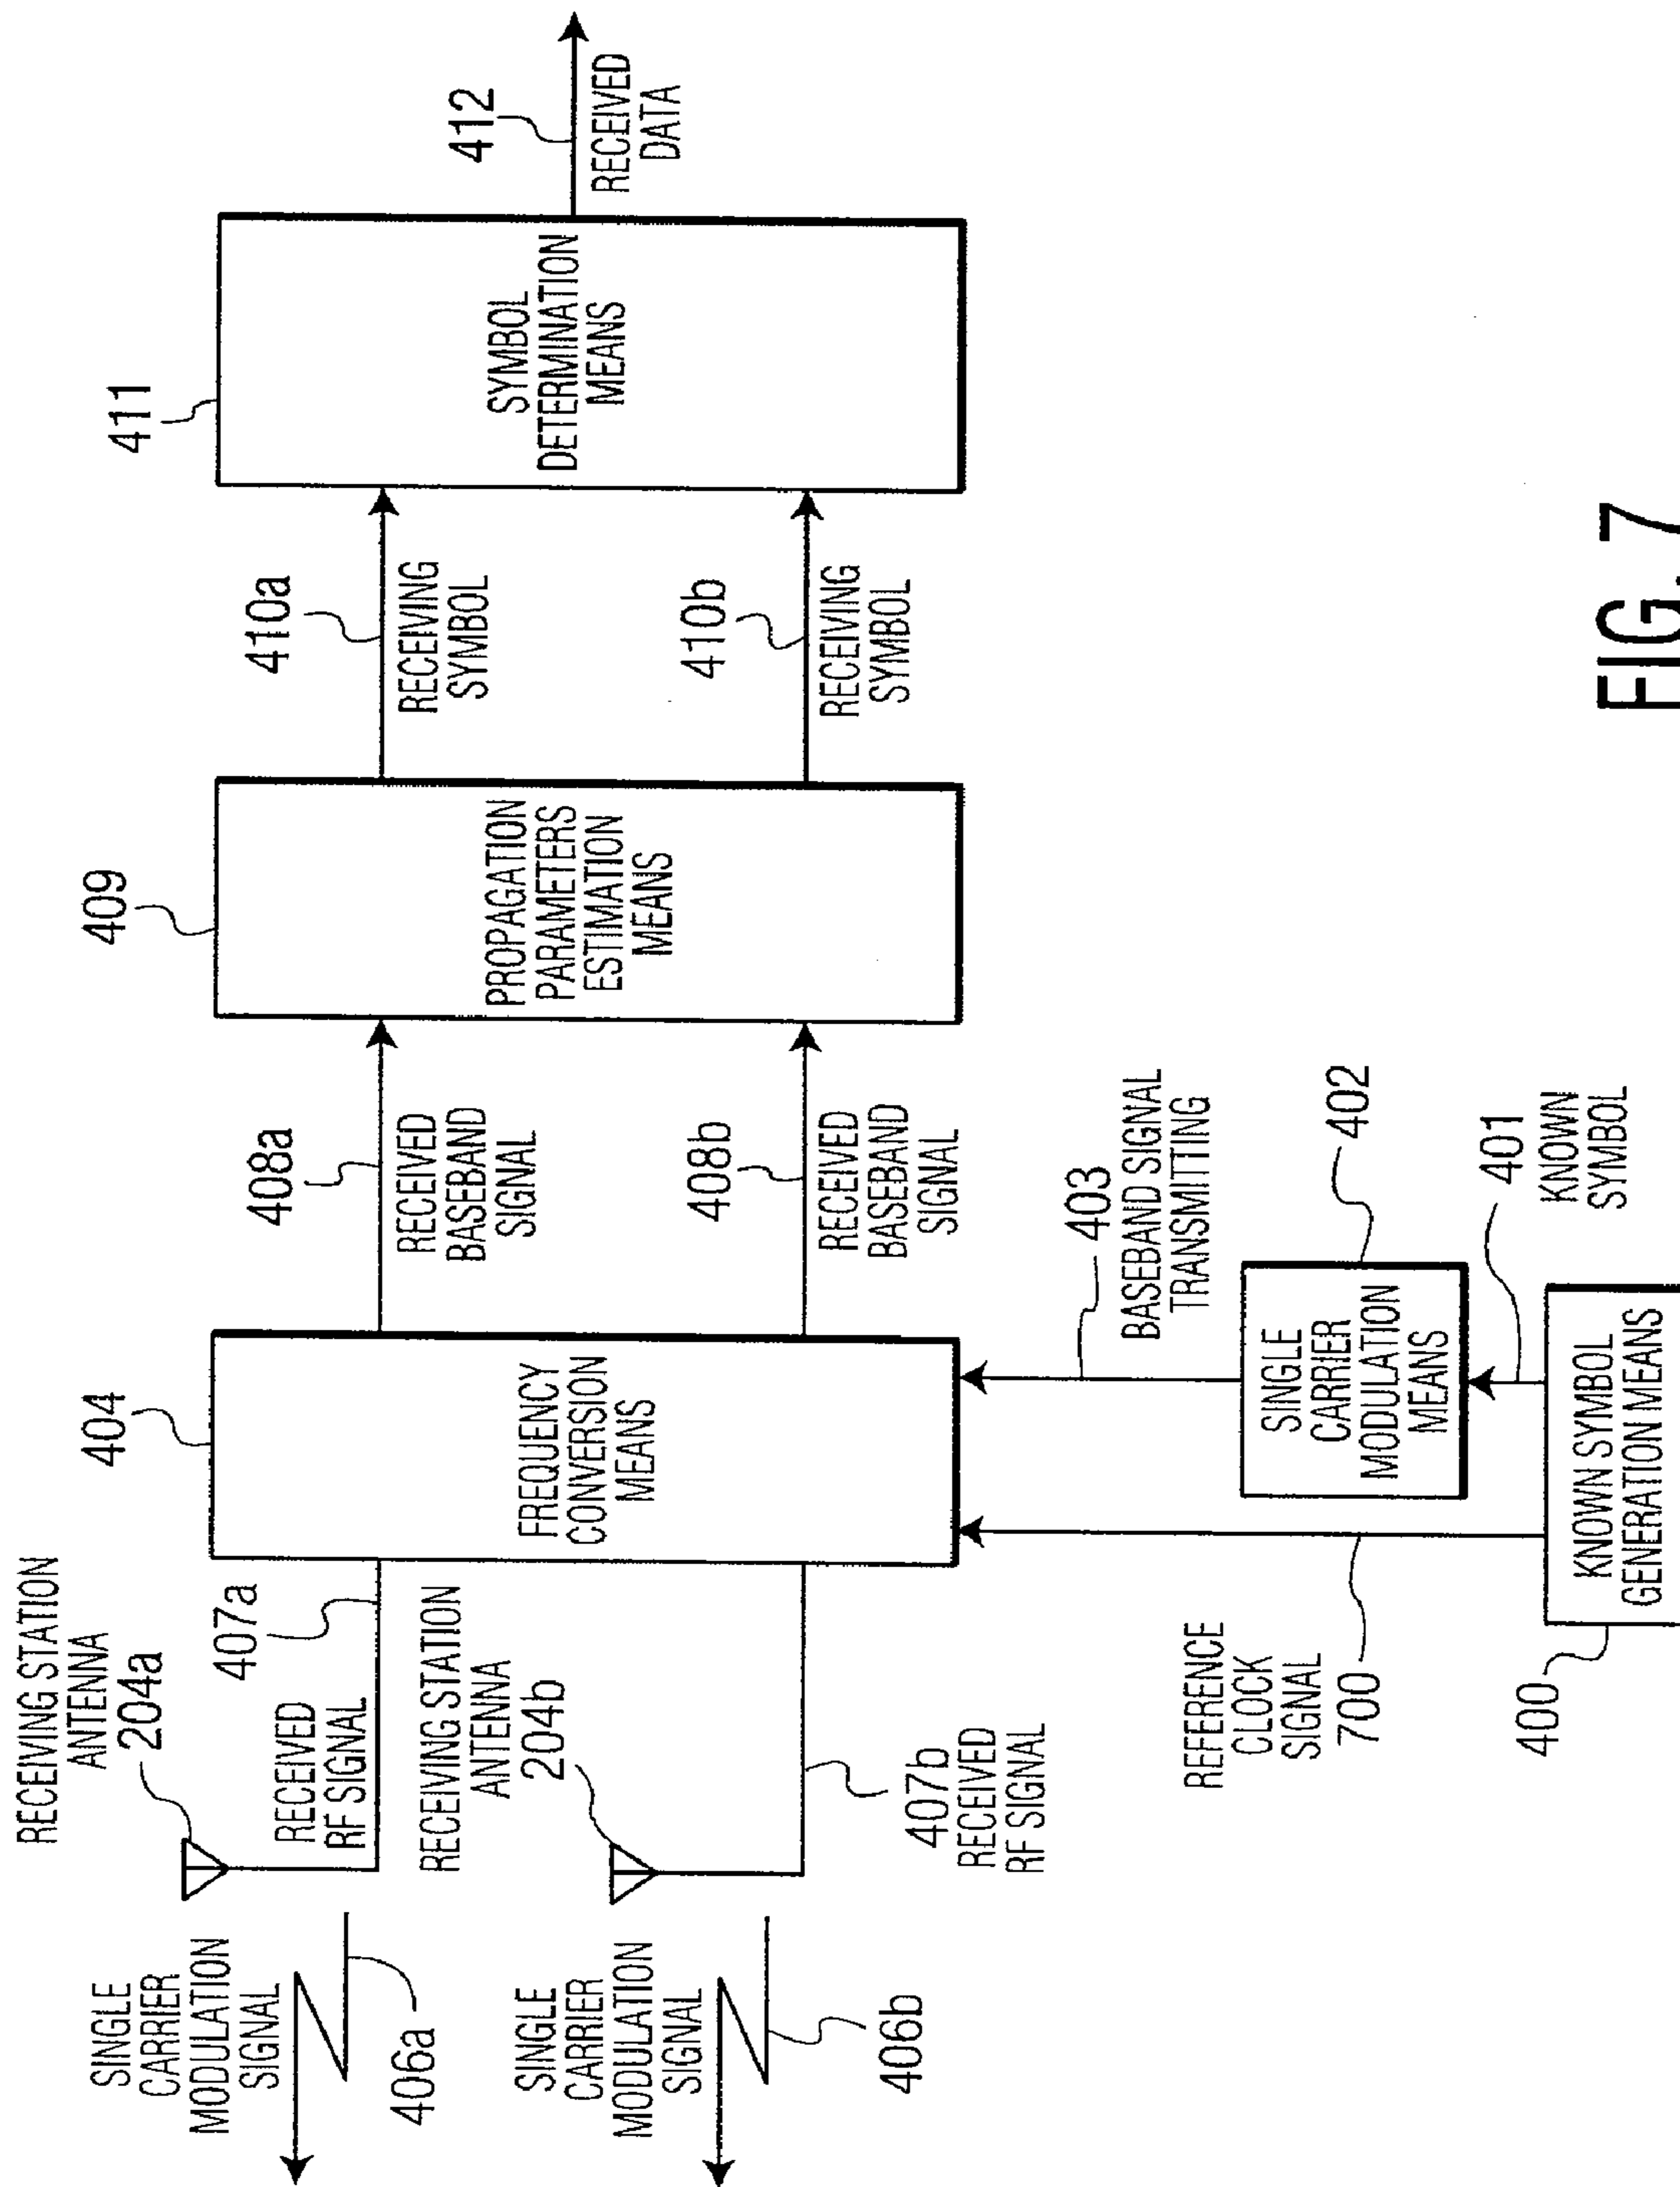 RECEIVING STATION
ANTENNA
204a
SINGLE
CARRIER
MODULATION
SIGNAL
406a
RECEIVED
RF SIGNAL
407a
RECEIVING STATION
ANTENNA
204b
SINGLE
CARRIER
MODULATION
SIGNAL
406b
407b
RECEIVED
RF SIGNAL
404
FREQUENCY
CONVERSION
MEANS
408a
RECEIVED
BASEBAND
SIGNAL
408b
RECEIVED
BASEBAND
SIGNAL
409
PROPAGATION
PARAMETERS
ESTIMATION
MEANS
410a
RECEIVING
SYMBOL
410b
RECEIVING
SYMBOL
411
SYMBOL
DETERMINATION
MEANS
412
RECEIVED
DATA
REFERENCE
CLOCK
SIGNAL
700
403
BASEBAND SIGNAL
TRANSMITTING
SINGLE
CARRIER
MODULATION
MEANS
402
401
KNOWN
SYMBOL
400
KNOWN SYMBOL
GENERATION MEANS
FIG. 7